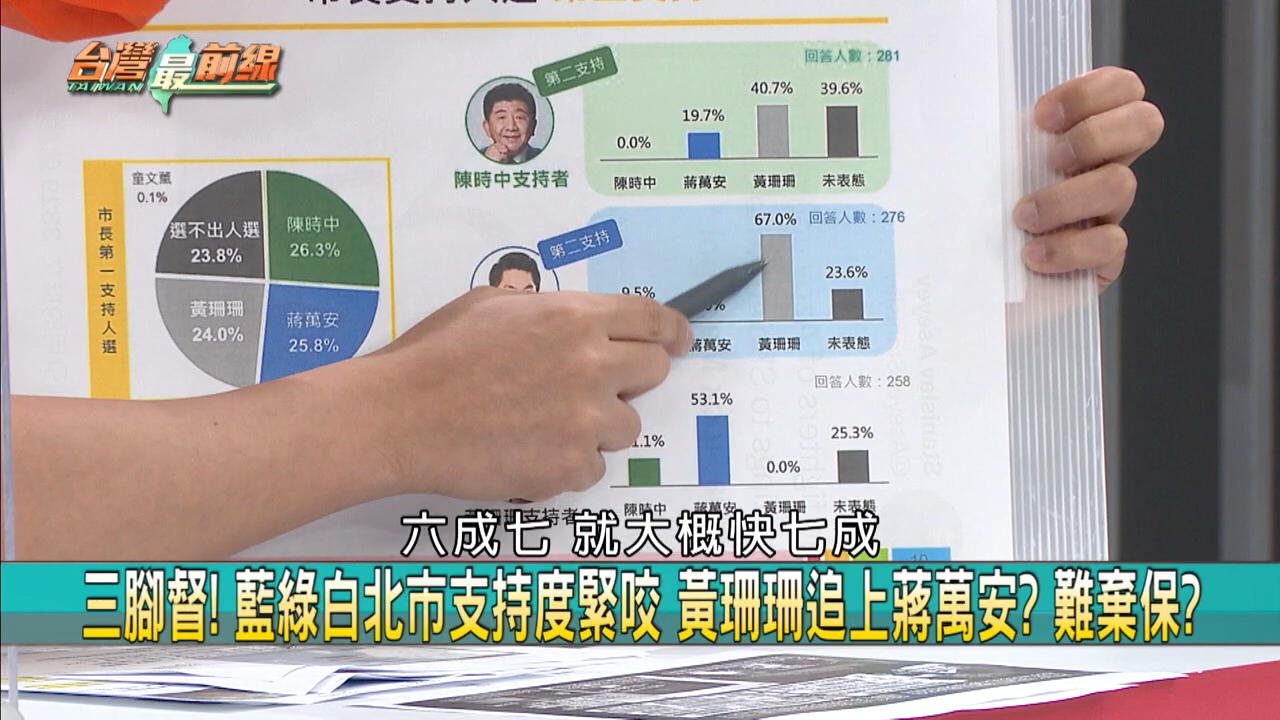 台灣最前線
TAIWAN
回答人數：281
第二支持
40.7%
39.6%
19.7%
0.0%
陳時中支持者
陳時中
蔣萬安
黃珊珊
未表態
市長第一支持人選
童文薰
0.1%
選不出人選
23.8%
陳時中
26.3%
黃珊珊
24.0%
蔣萬安
25.8%
第二支持
67.0%
回答人數：276
23.6%
9.5%
蔣萬安
黃珊珊
未表態
回答人數：258
53.1%
25.3%
0.0%
陳時中
蔣萬安
黃珊珊
未表態
六成七 就大概快七成
三腳督! 藍綠白北市支持度緊咬 黃珊珊追上蔣萬安? 難棄保?